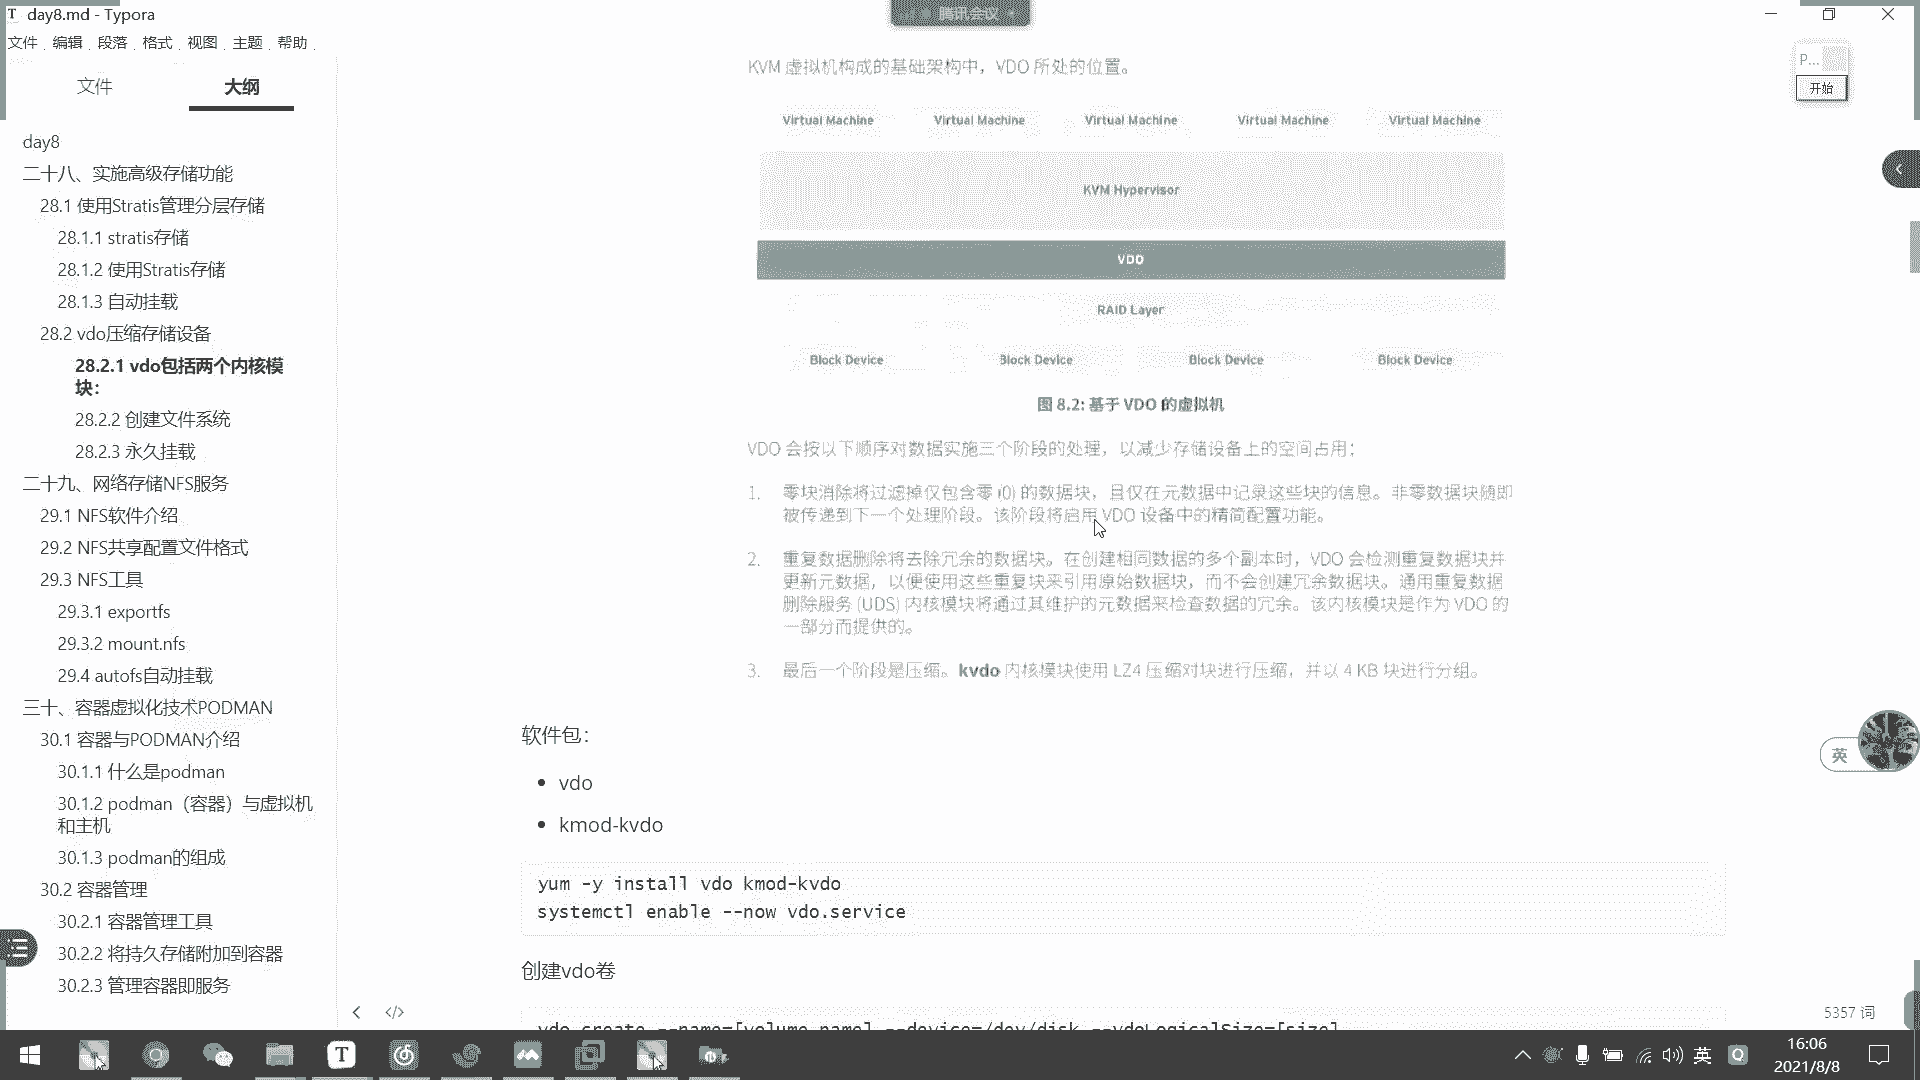 day8.md - Typora
腾讯会议
文件 编辑 段落 格式 视图 主题 帮助
文件
大纲
day8
二十八、实施高级存储功能
28.1 使用Stratis管理分层存储
28.1.1 stratis存储
28.1.2 使用Stratis存储
28.1.3 自动挂载
28.2 vdo压缩存储设备
28.2.1 vdo包括两个内核模
块：
28.2.2 创建文件系统
28.2.3 永久挂载
二十九、网络存储NFS服务
29.1 NFS软件介绍
29.2 NFS共享配置文件格式
29.3 NFS工具
29.3.1 exportfs
29.3.2 mount.nfs
29.4 autofs自动挂载
三十、容器虚拟化技术PODMAN
30.1 容器与PODMAN介绍
30.1.1 什么是podman
30.1.2 podman（容器）与虚拟机
和主机
30.1.3 podman的组成
30.2 容器管理
30.2.1 容器管理工具
30.2.2 将持久存储附加到容器
30.2.3 管理容器即服务
KVM 虚拟机构成的基础架构中，VDO 所处的位置。
Virtual Machine Virtual Machine Virtual Machine Virtual Machine Virtual Machine
KVM Hypervisor
VDO
RAID Layer
Block Device Block Device Block Device Block Device
图 8.2: 基于 VDO 的虚拟机
VDO 会按以下顺序对数据实施三个阶段的处理，以减少存储设备上的空间占用：
1. 零块消除将过滤掉仅包含零 (0) 的数据块，且仅在元数据中记录这些块的信息。非零数据块随即
被传递到下一个处理阶段。该阶段将启用 VDO 设备中的精简配置功能。
2. 重复数据删除将去除冗余的数据块。在创建相同数据的多个副本时，VDO 会检测重复数据块并
更新元数据，以便使用这些重复块来引用原始数据块，而不会创建冗余数据块。通用重复数据
删除服务 (UDS) 内核模块将通过其维护的元数据来检查数据的冗余。该内核模块是作为 VDO 的
一部分而提供的。
3. 最后一个阶段是压缩。kvdo 内核模块使用 LZ4 压缩对块进行压缩，并以 4 KB 块进行分组。
软件包：
vdo
kmod-kvdo
yum -y install vdo kmod-kvdo
systemctl enable --now vdo.service
创建vdo卷
vdo create --name=[volume name] --device=/dev/disk --vdoLogicalSize=[size]
P...
开始
英
5357 词
英
16:06
2021/8/8